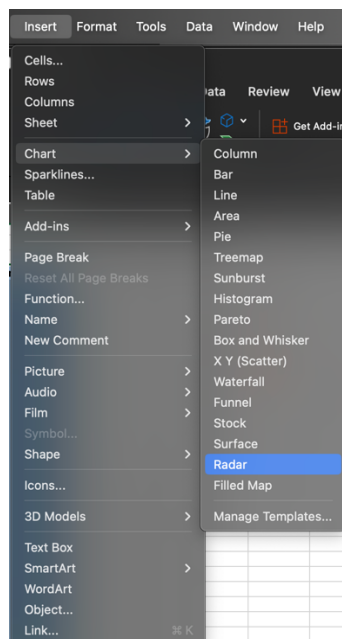 Insert Format Tools Data Window Help
Cells...
Rows
Columns
Sheet
Chart
Sparklines...
Table
Add-ins
Page Break
Reset All Page Breaks
Function...
Name
New Comment
Picture
Audio
Film
Symbol...
Shape
Icons...
3D Models
Text Box
SmartArt
WordArt
Object...
Link... ⌘ K
Review View
Get Add-
Column
Bar
Line
Area
Pie
Treemap
Sunburst
Histogram
Pareto
Box and Whisker
X Y (Scatter)
Waterfall
Funnel
Stock
Surface
Radar
Filled Map
Manage Templates...